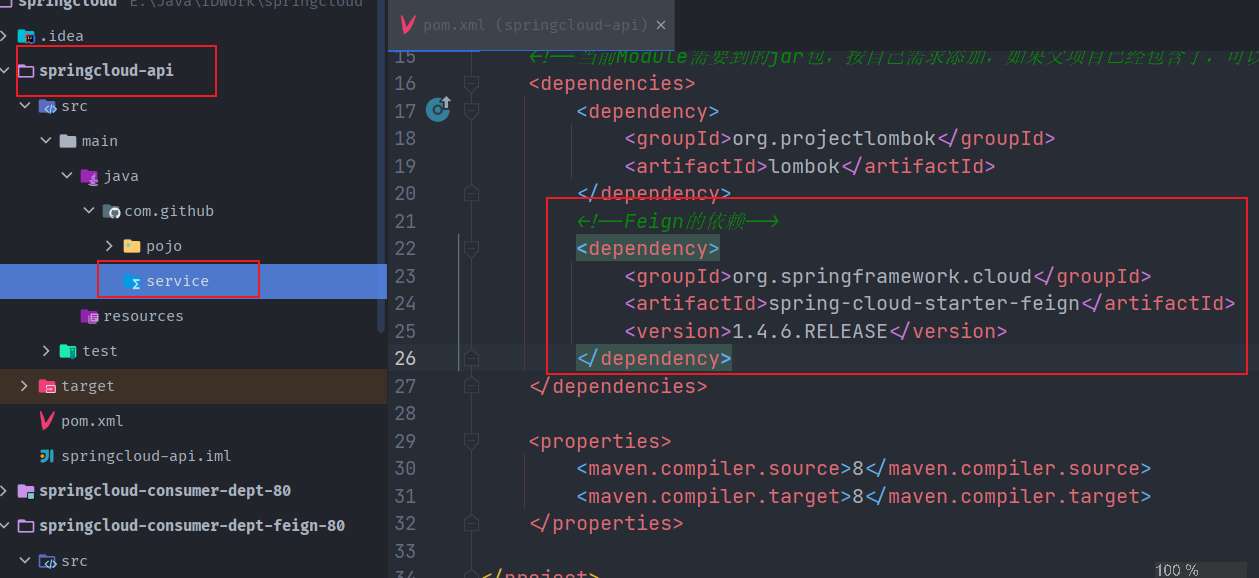 springcloud E:\Java\IDWork\springcloud
.idea
springcloud-api
src
main
java
com.github
pojo
service
resources
test
target
pom.xml
springcloud-api.iml
springcloud-consumer-dept-80
springcloud-consumer-dept-feign-80
src
pom.xml (springcloud-api) ×
15 <!--当前Module需要到的jar包，按自己需求添加，如果父项目已经包含了，可以
16 <dependencies>
17 <dependency>
18 <groupId>org.projectlombok</groupId>
19 <artifactId>lombok</artifactId>
20 </dependency>
21 <!--Feign的依赖-->
22 <dependency>
23 <groupId>org.springframework.cloud</groupId>
24 <artifactId>spring-cloud-starter-feign</artifactId>
25 <version>1.4.6.RELEASE</version>
26 </dependency>
27 </dependencies>
28
29 <properties>
30 <maven.compiler.source>8</maven.compiler.source>
31 <maven.compiler.target>8</maven.compiler.target>
32 </properties>
33
34 </project>
100 %